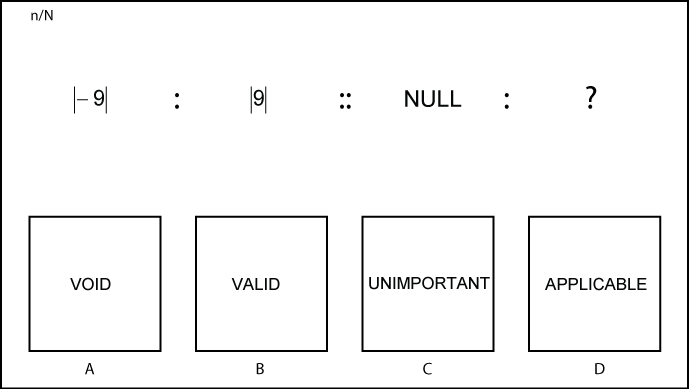 n/N
|– 9| : |9| :: NULL : ?
VOID VALID UNIMPORTANT APPLICABLE
A B C D